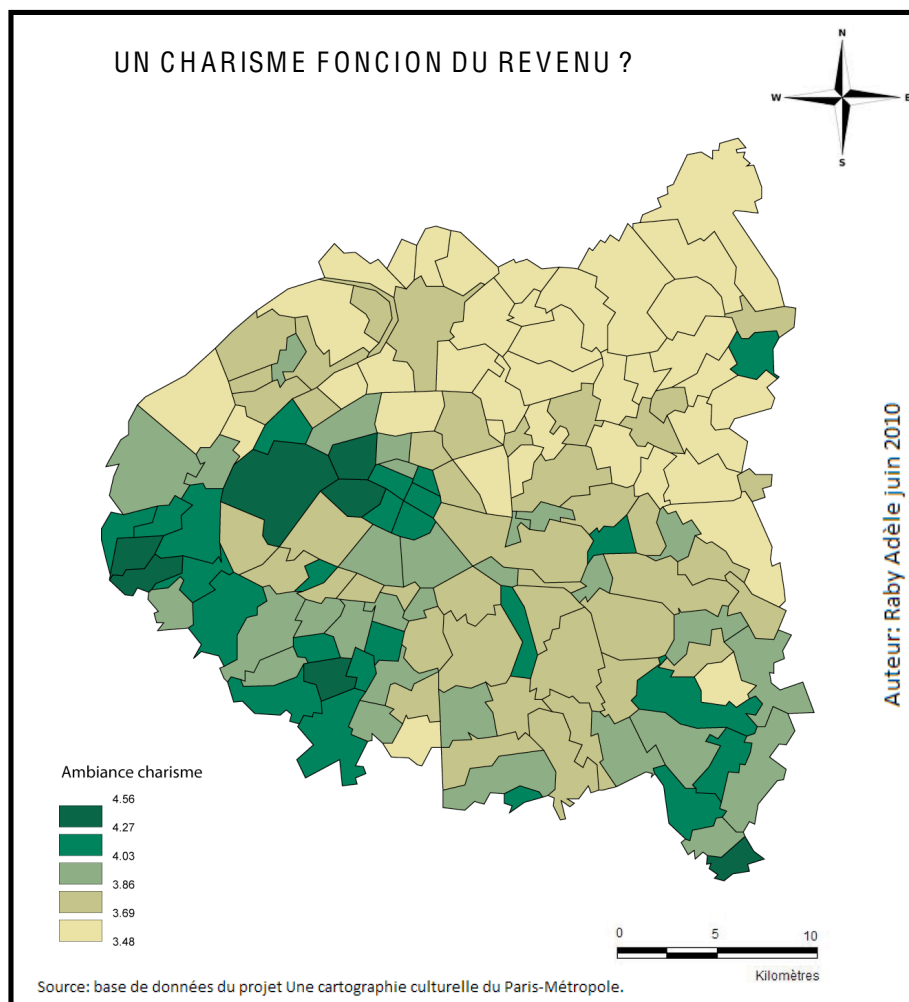 UN CHARISME FONCION DU REVENU ?
N
W
E
S
Auteur: Raby Adèle juin 2010
Ambiance charisme
4.56
4.27
4.03
3.86
3.69
3.48
0 5 10
Kilomètres
Source: base de données du projet Une cartographie culturelle du Paris-Métropole.